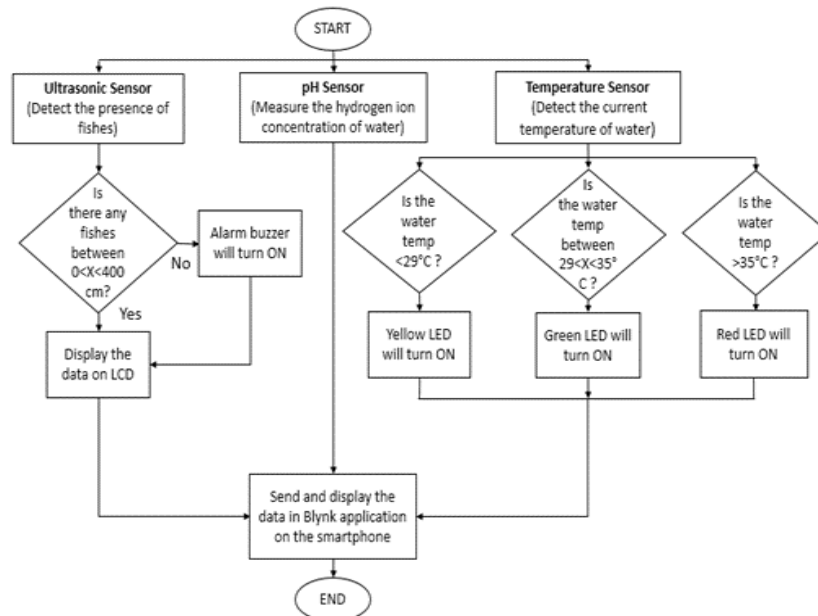 START
Ultrasonic Sensor
(Detect the presence of
fishes)
pH Sensor
(Measure the hydrogen ion
concentration of water)
Temperature Sensor
(Detect the current
temperature of water)
Is
there any
fishes
between
0<X<400
cm?
No
Alarm buzzer
will turn ON
Yes
Display the
data on LCD
Is the
water
temp
<29°C ?
Is
the water
temp
between
29<X<35°
C ?
Is the
water
temp
>35°C ?
Yellow LED
will turn ON
Green LED will
turn ON
Red LED will
turn ON
Send and display the
data in Blynk application
on the smartphone
END